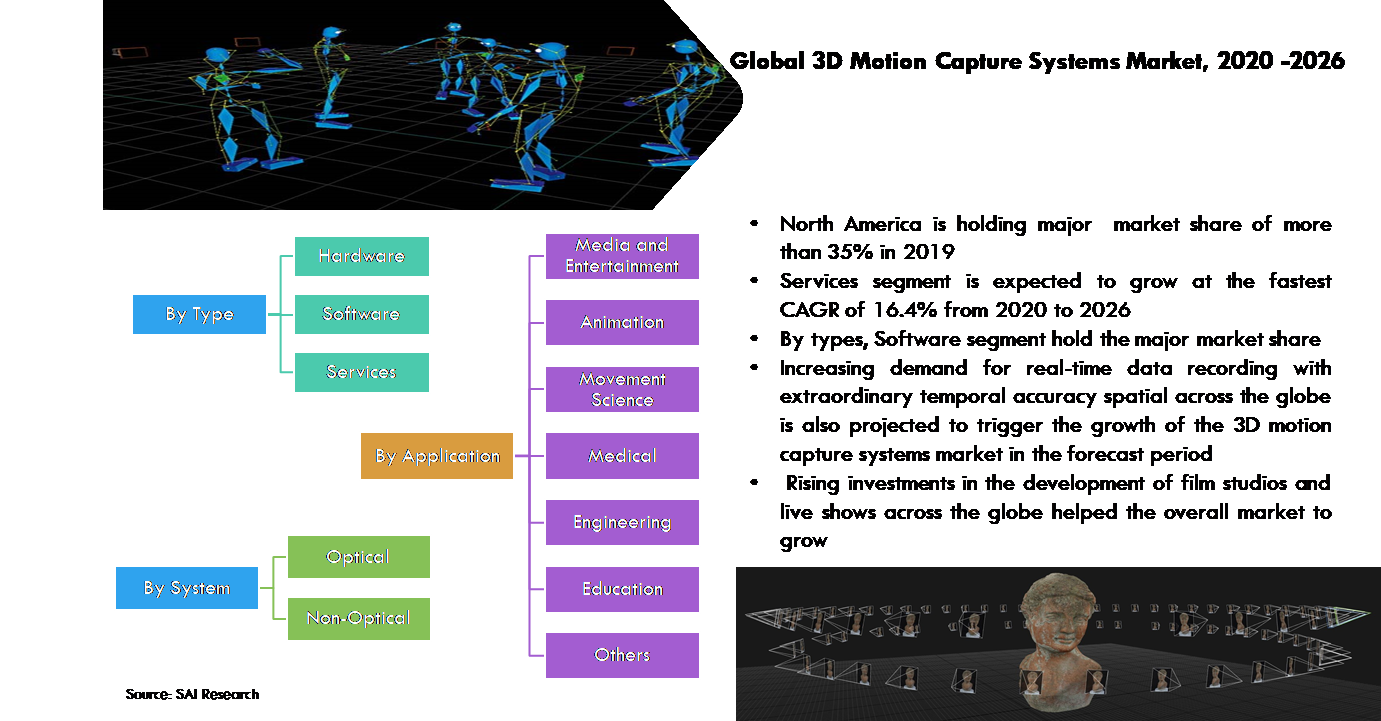 Global 3D Motion Capture Systems Market, 2020 -2026
By Type
Hardware
Software
Services
By Application
Media and
Entertainment
Animation
Movement
Science
Medical
Engineering
Education
Others
By System
Optical
Non-Optical
Source: SAI Research
• North America is holding major market share of more
than 35% in 2019
• Services segment is expected to grow at the fastest
CAGR of 16.4% from 2020 to 2026
• By types, Software segment hold the major market share
• Increasing demand for real-time data recording with
extraordinary temporal accuracy spatial across the globe
is also projected to trigger the growth of the 3D motion
capture systems market in the forecast period
• Rising investments in the development of film studios and
live shows across the globe helped the overall market to
grow